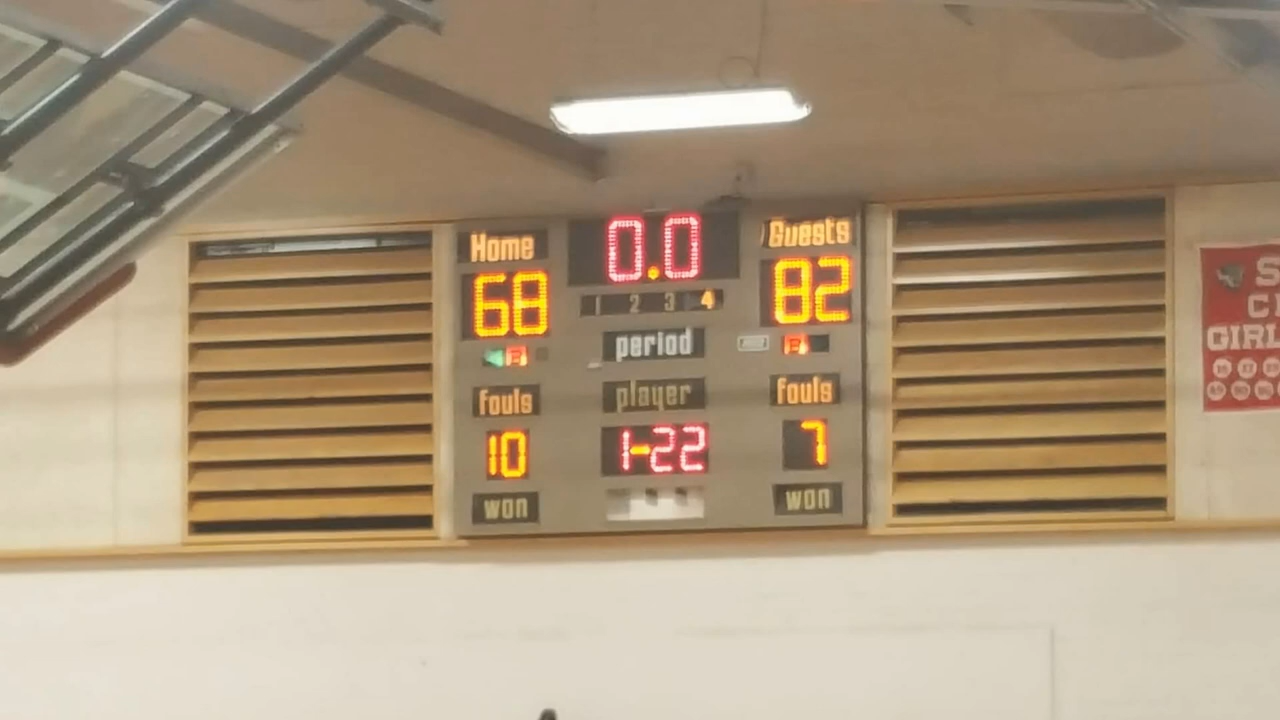 Home 0.0 Guests
68 82
1 2 3 4
B period B
fouls player fouls
10 1-22 7
won won
GIRL